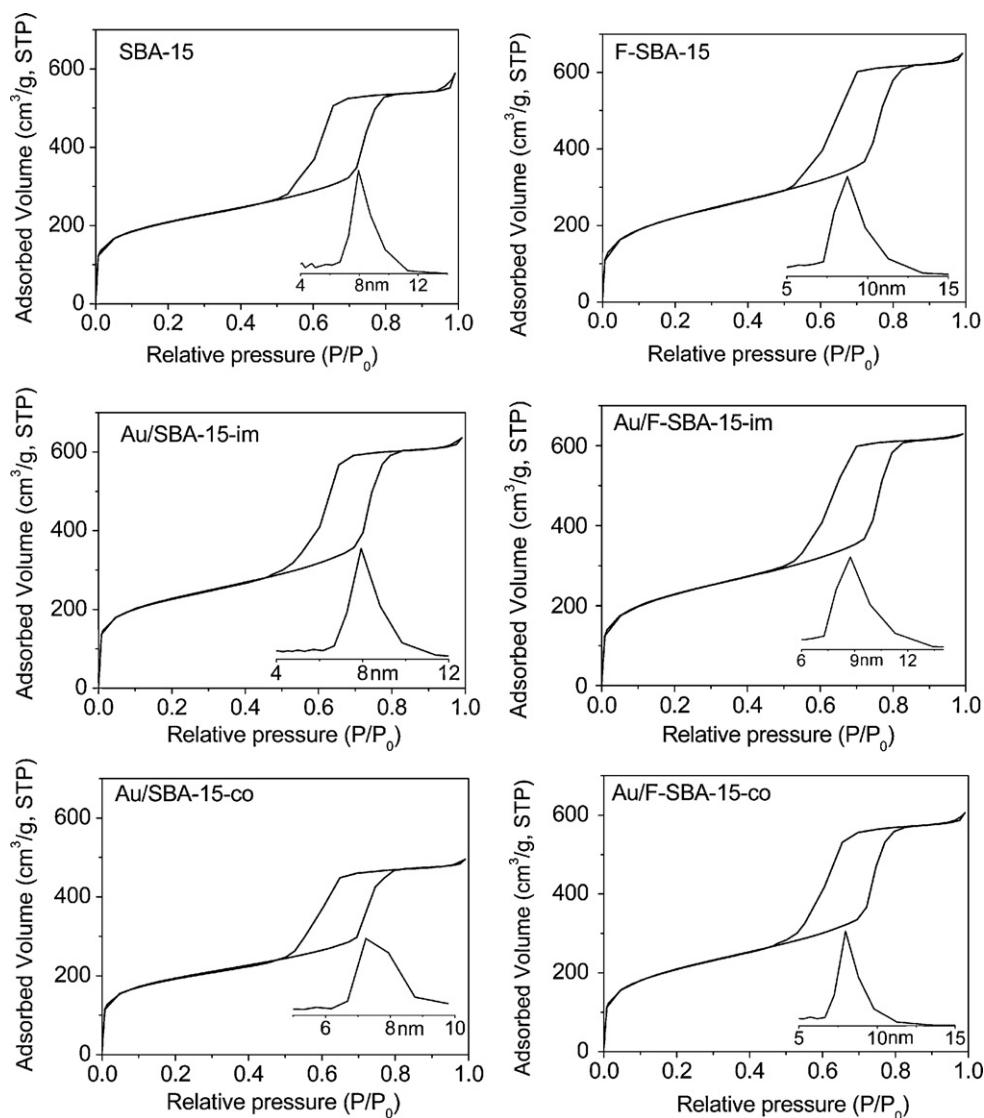 SBA-15
Adsorbed Volume (cm³/g, STP)
600
400
200
0
4 8nm 12
0.0 0.2 0.4 0.6 0.8 1.0
Relative pressure (P/P₀)
F-SBA-15
Adsorbed Volume (cm³/g, STP)
600
400
200
0
5 10nm 15
0.0 0.2 0.4 0.6 0.8 1.0
Relative pressure (P/P₀)
Au/SBA-15-im
Adsorbed Volume (cm³/g, STP)
600
400
200
0
4 8nm 12
0.0 0.2 0.4 0.6 0.8 1.0
Relative pressure (P/P₀)
Au/F-SBA-15-im
Adsorbed Volume (cm³/g, STP)
600
400
200
0
6 9nm 12
0.0 0.2 0.4 0.6 0.8 1.0
Relative pressure (P/P₀)
Au/SBA-15-co
Adsorbed Volume (cm³/g, STP)
600
400
200
0
6 8nm 10
0.0 0.2 0.4 0.6 0.8 1.0
Relative pressure (P/P₀)
Au/F-SBA-15-co
Adsorbed Volume (cm³/g, STP)
600
400
200
0
5 10nm 15
0.0 0.2 0.4 0.6 0.8 1.0
Relative pressure (P/P₀)